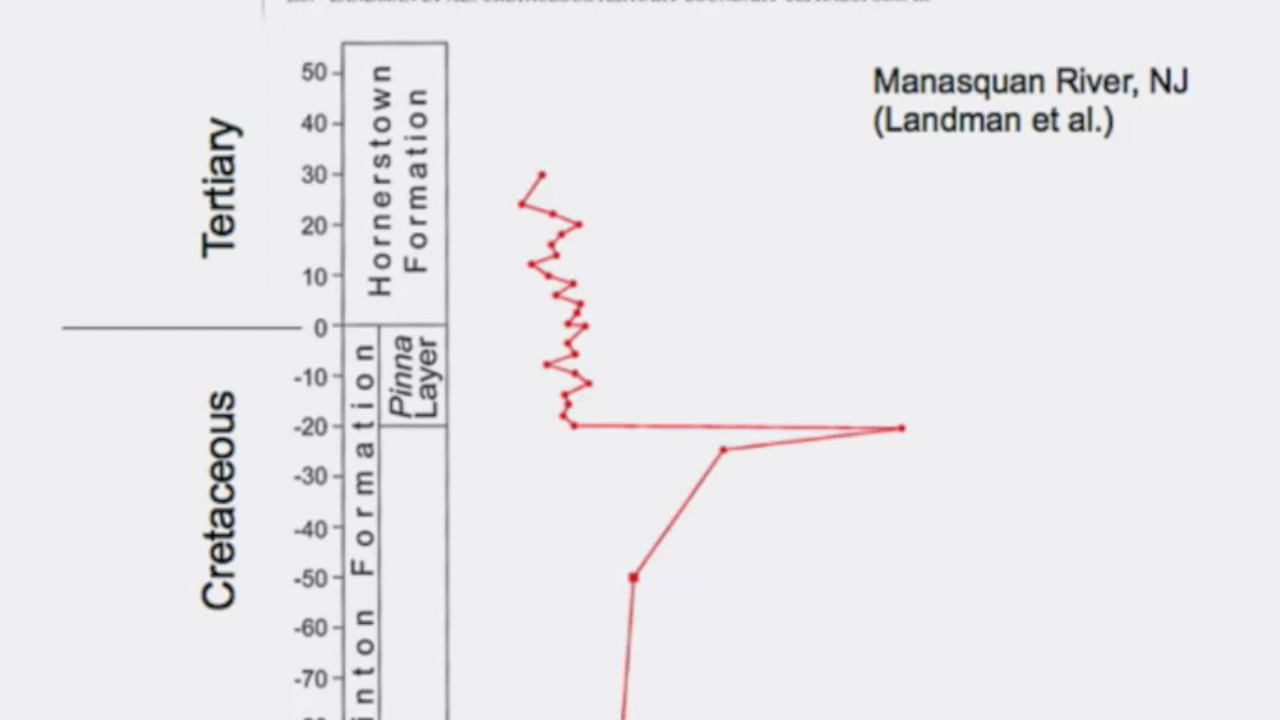 Manasquan River, NJ
(Landman et al.)
Tertiary
Cretaceous
50
40
30
20
10
0
-10
-20
-30
-40
-50
-60
-70
Hornerstown
Formation
Pinna
Layer
inton Formation